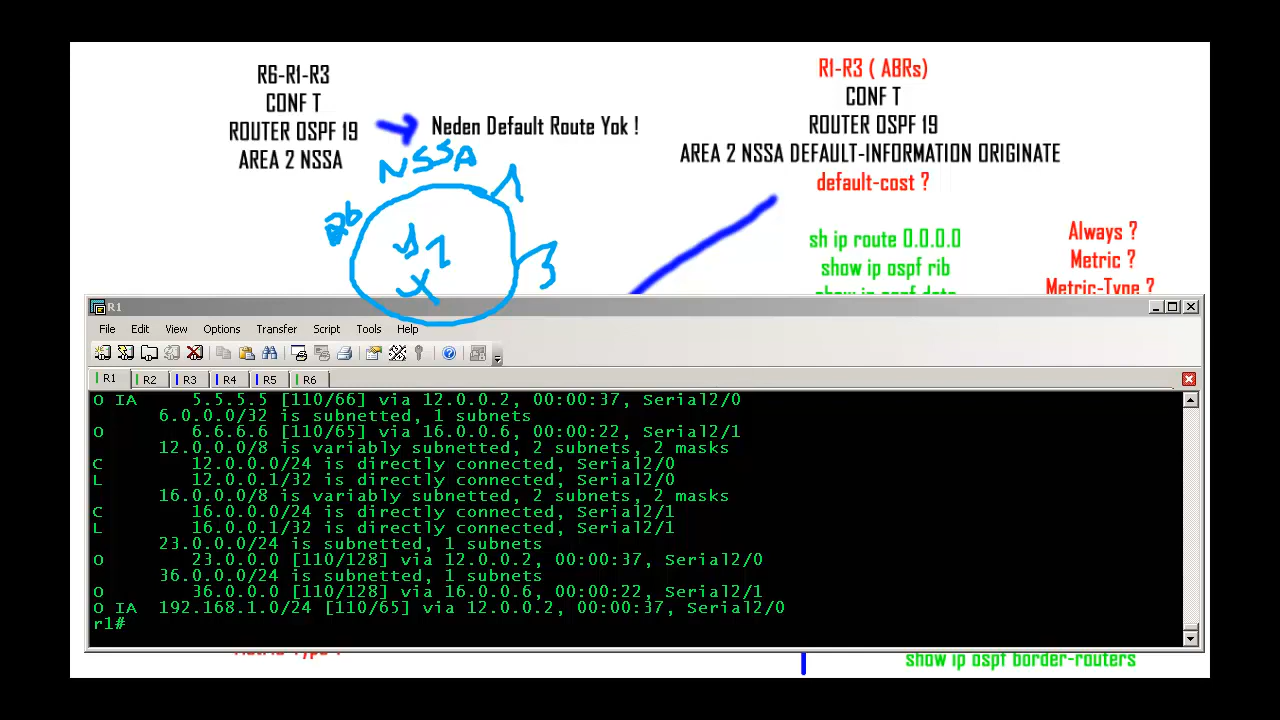 R6-R1-R3
CONF T
ROUTER OSPF 19
AREA 2 NSSA
Neden Default Route Yok !
NSSA
R1-R3 ( ABRs)
CONF T
ROUTER OSPF 19
AREA 2 NSSA DEFAULT-INFORMATION ORIGINATE
default-cost ?
sh ip route 0.0.0.0
show ip ospf rib
show ip ospf data
Always ?
Metric ?
Metric-Type ?
1
3
R1
File Edit View Options Transfer Script Tools Help
R1 R2 R3 R4 R5 R6
O IA 5.5.5.5 [110/66] via 12.0.0.2, 00:00:37, Serial2/0
6.0.0.0/32 is subnetted, 1 subnets
O 6.6.6.6 [110/65] via 16.0.0.6, 00:00:22, Serial2/1
12.0.0.0/8 is variably subnetted, 2 subnets, 2 masks
C 12.0.0.0/24 is directly connected, Serial2/0
L 12.0.0.1/32 is directly connected, Serial2/0
16.0.0.0/8 is variably subnetted, 2 subnets, 2 masks
C 16.0.0.0/24 is directly connected, Serial2/1
L 16.0.0.1/32 is directly connected, Serial2/1
23.0.0.0/24 is subnetted, 1 subnets
O 23.0.0.0 [110/128] via 12.0.0.2, 00:00:37, Serial2/0
36.0.0.0/24 is subnetted, 1 subnets
O 36.0.0.0 [110/128] via 16.0.0.6, 00:00:22, Serial2/1
O IA 192.168.1.0/24 [110/65] via 12.0.0.2, 00:00:37, Serial2/0
r1#
show ip ospf border-routers